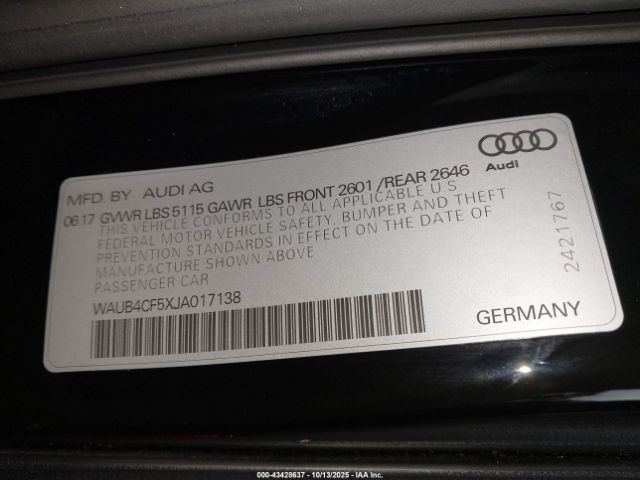 MFD. BY AUDI AG
Audi
06.17 GVWR LBS 5115 GAWR LBS FRONT 2601 /REAR 2646
THIS VEHICLE CONFORMS TO ALL APPLICABLE U.S
FEDERAL MOTOR VEHICLE SAFETY, BUMPER AND THEFT
PREVENTION STANDARDS IN EFFECT ON THE DATE OF
MANUFACTURE SHOWN ABOVE
PASSENGER CAR
2421767
WAUB4CF5XJA017138
GERMANY
000-43428637 - 10/13/2025 - IAA Inc.